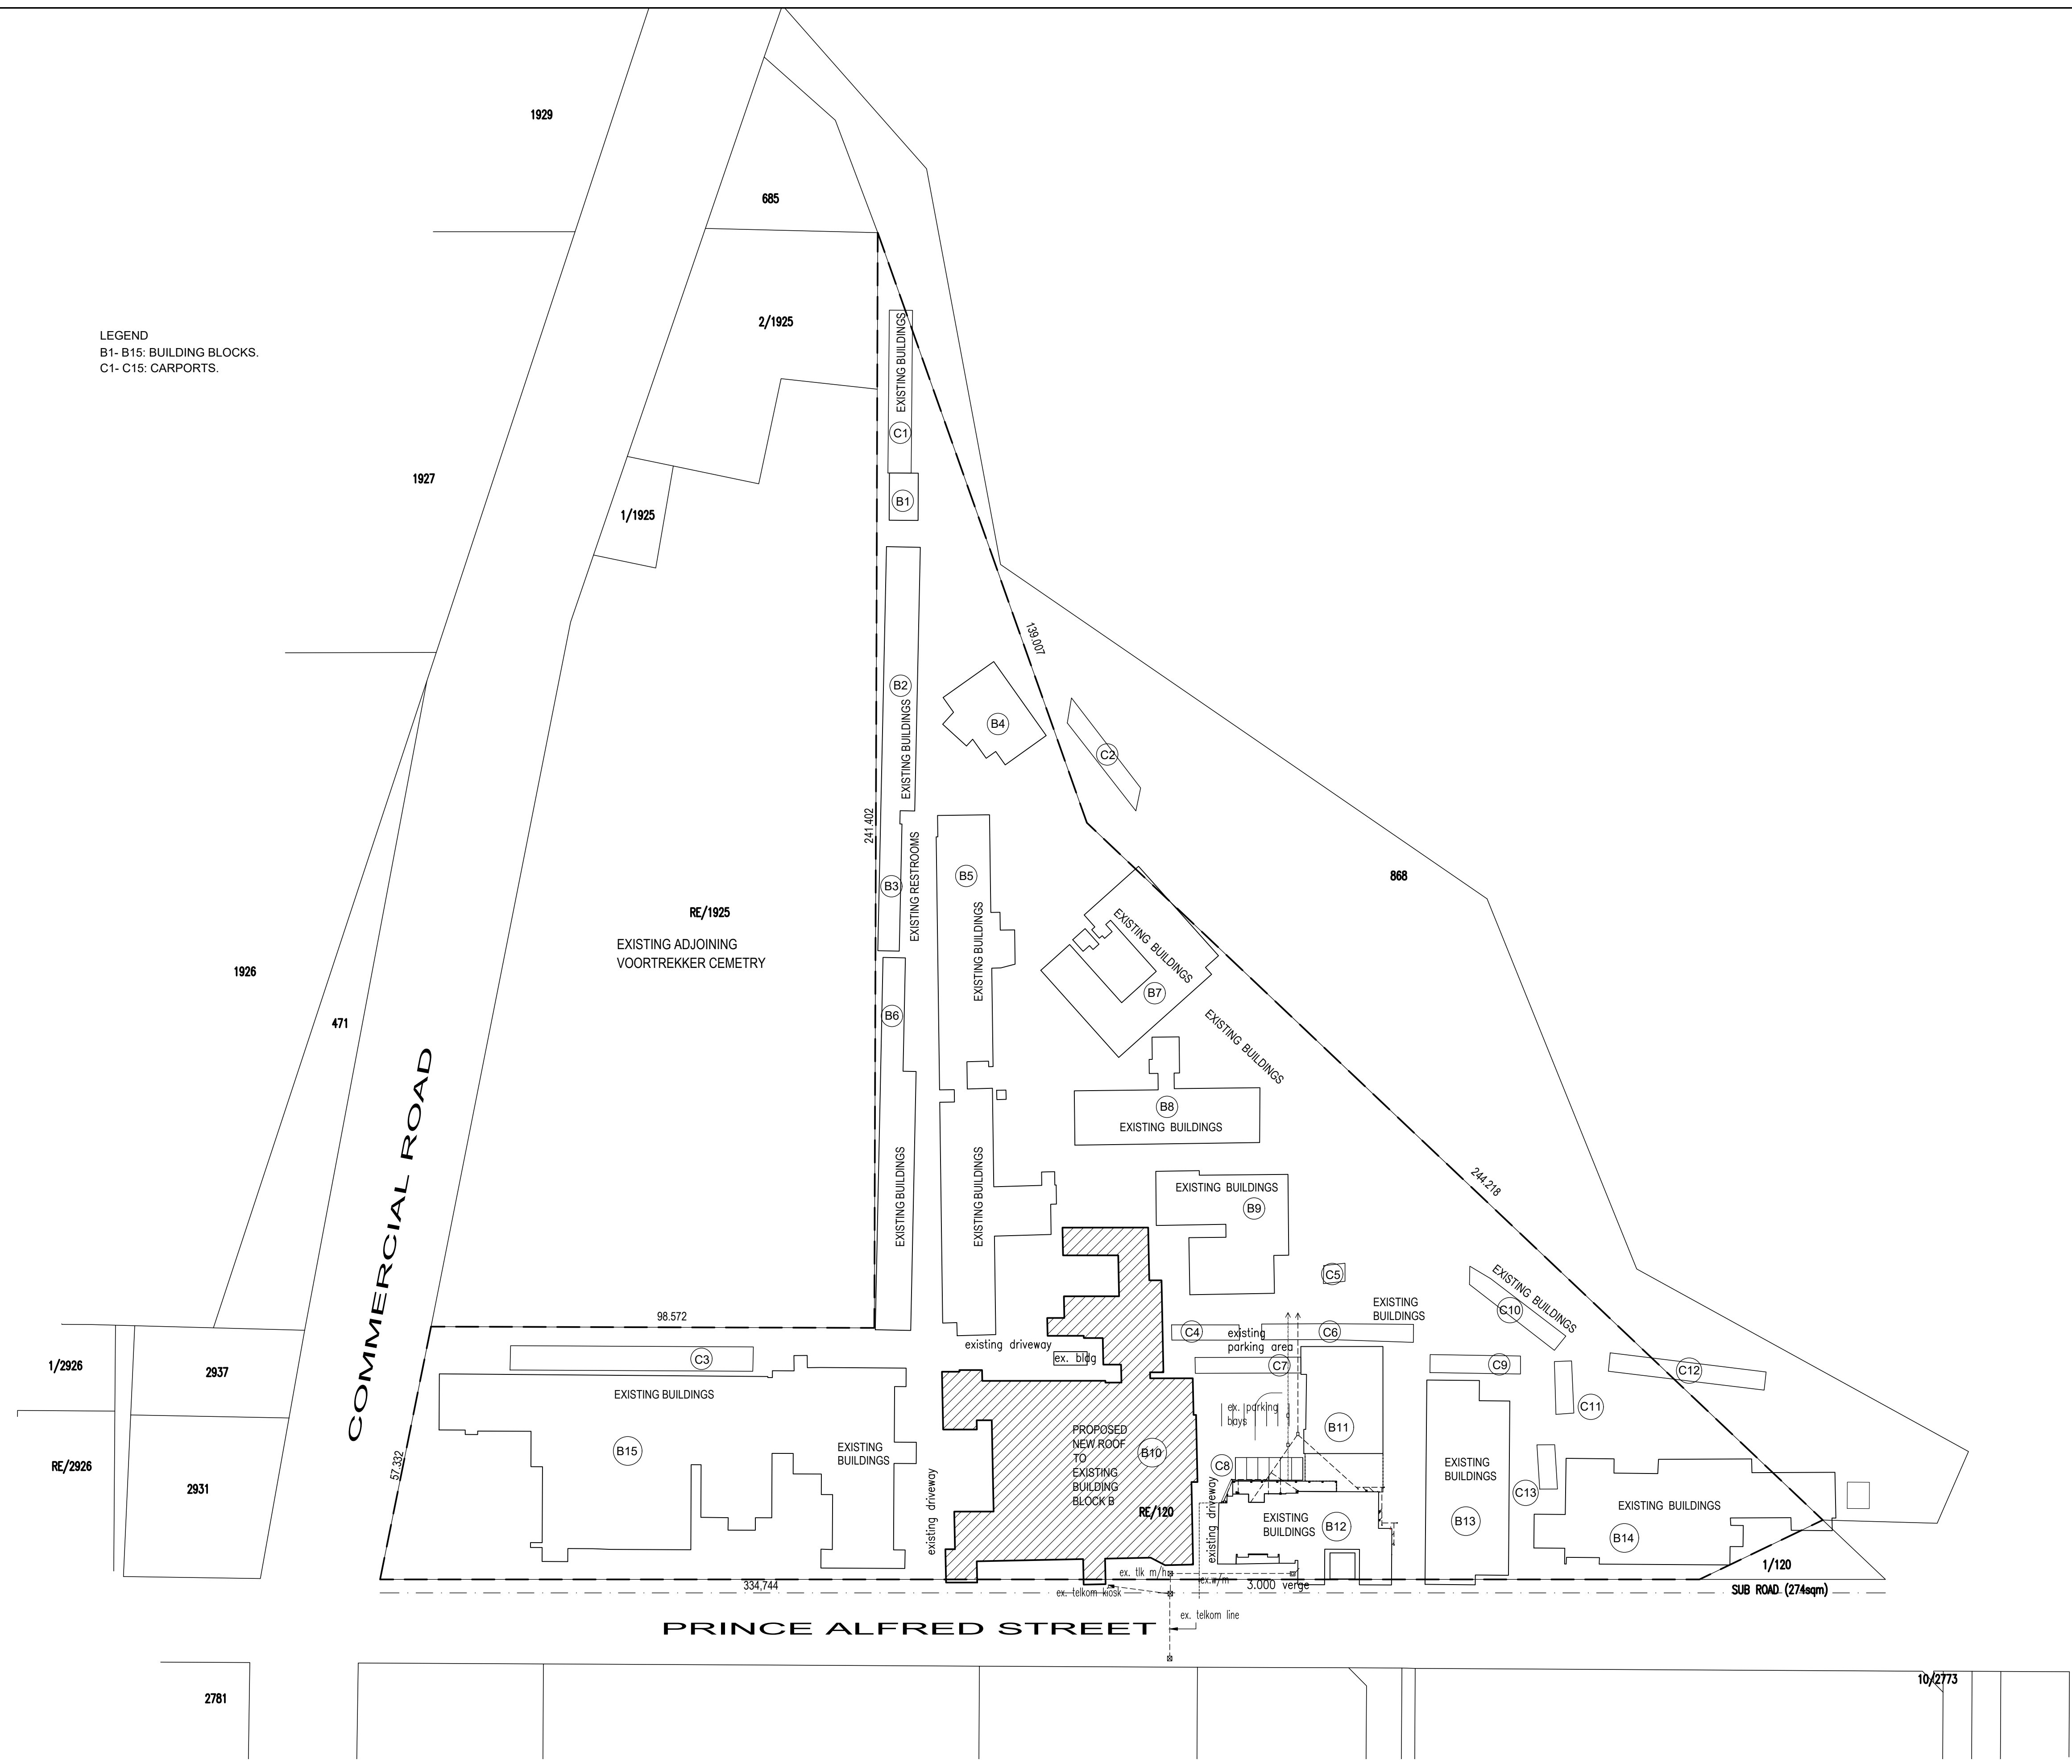 1929
685
2/1925
LEGEND
B1- B15: BUILDING BLOCKS.
C1- C15: CARPORTS.
EXISTING BUILDINGS
C1
1927
B1
1/1925
139.007
B2
EXISTING BUILDINGS
B4
C2
241.402
EXISTING RESTROOMS
B3
B5
868
RE/1925
EXISTING ADJOINING
VOORTREKKER CEMETRY
EXISTING BUILDINGS
EXISTING BUILDINGS
1926
B7
471
B6
EXISTING BUILDINGS
B8
EXISTING BUILDINGS
COMMERCIAL ROAD
EXISTING BUILDINGS
EXISTING BUILDINGS
EXISTING BUILDINGS
B9
244.218
C5
EXISTING BUILDINGS
C10
EXISTING
BUILDINGS
98.572
C4
existing
parking area
C6
existing driveway
ex. bldg
C3
C7
C9
C12
1/2926
2937
EXISTING BUILDINGS
C11
ex. parking
bays
B11
PROPOSED
NEW ROOF
TO
EXISTING
BUILDING
BLOCK B
B10
B15
EXISTING
BUILDINGS
57.332
RE/2926
2931
C8
EXISTING
BUILDINGS
C13
existing driveway
existing driveway
RE/120
EXISTING
BUILDINGS
B12
B13
EXISTING BUILDINGS
B14
1/120
334,744
ex. tlk m/h
ex.w/m
3.000 verge
ex. telkom kiosk
SUB ROAD (274sqm)
ex. telkom line
PRINCE ALFRED STREET
2781
10/2773